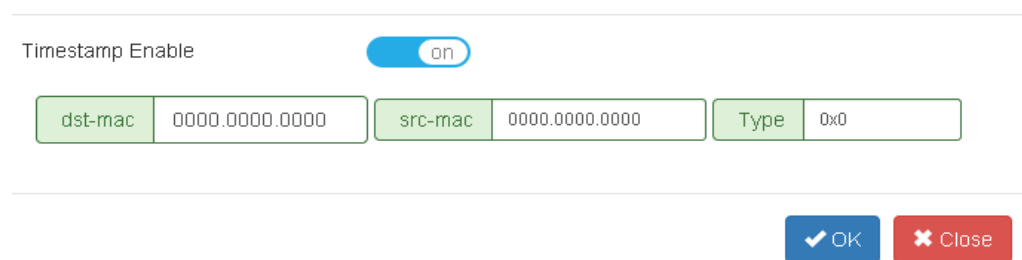 Timestamp Enable on
dst-mac 0000.0000.0000 src-mac 0000.0000.0000 Type 0x0
OK Close